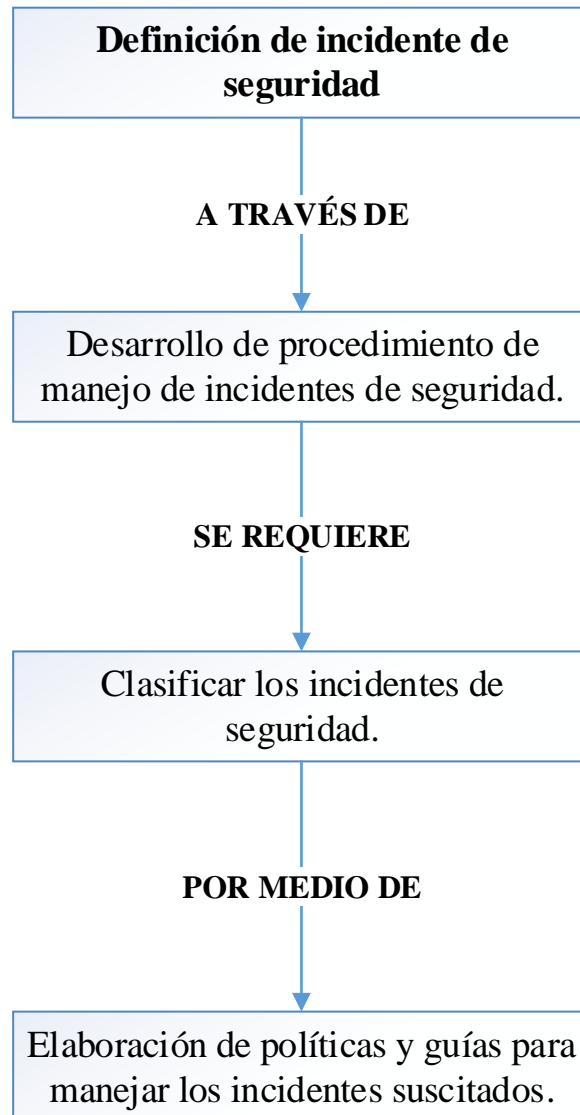 Definición de incidente de
seguridad
A TRAVÉS DE
Desarrollo de procedimiento de
manejo de incidentes de seguridad.
SE REQUIERE
Clasificar los incidentes de
seguridad.
POR MEDIO DE
Elaboración de políticas y guías para
manejar los incidentes suscitados.